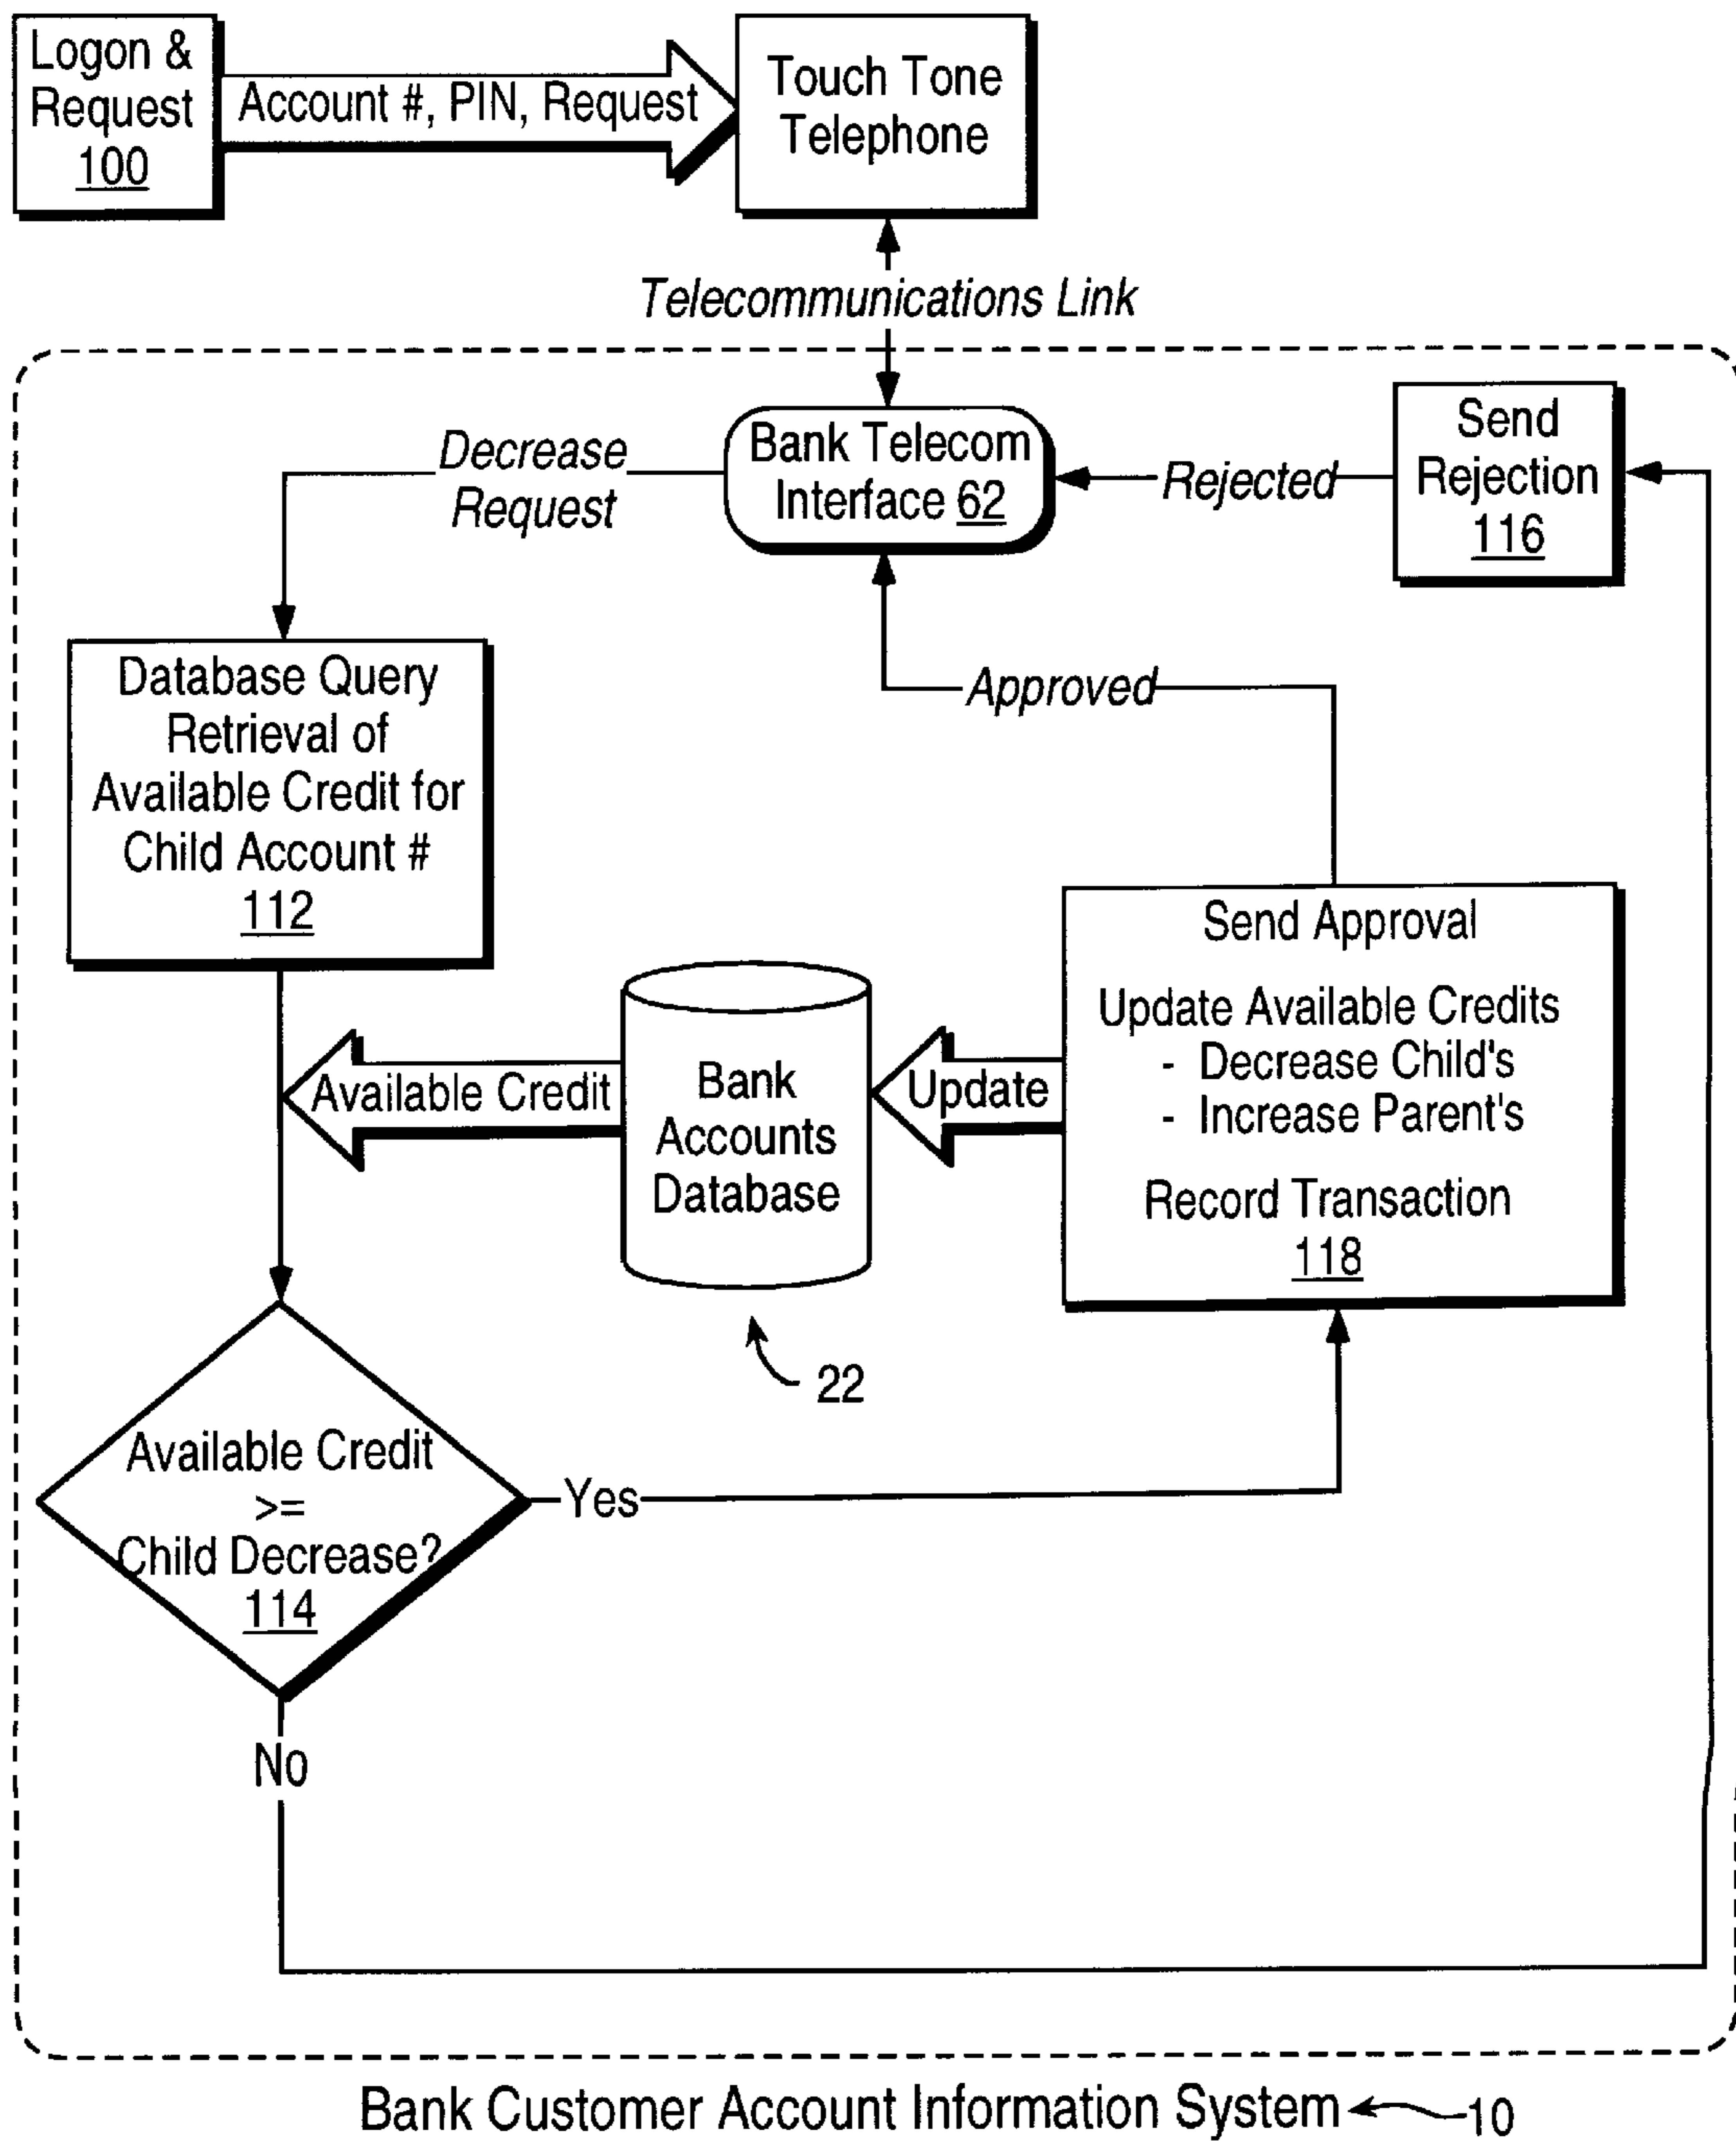 Logon &
Request
100
Account #, PIN, Request
Touch Tone
Telephone
Telecommunications Link
Decrease
Request
Bank Telecom
Interface 62
Rejected
Send
Rejection
116
Database Query
Retrieval of
Available Credit for
Child Account #
112
Approved
Send Approval
Update Available Credits
- Decrease Child's
- Increase Parent's
Record Transaction
118
Available Credit
Bank
Accounts
Database
Update
22
Available Credit
>=
Child Decrease?
114
Yes
No
Bank Customer Account Information System
10